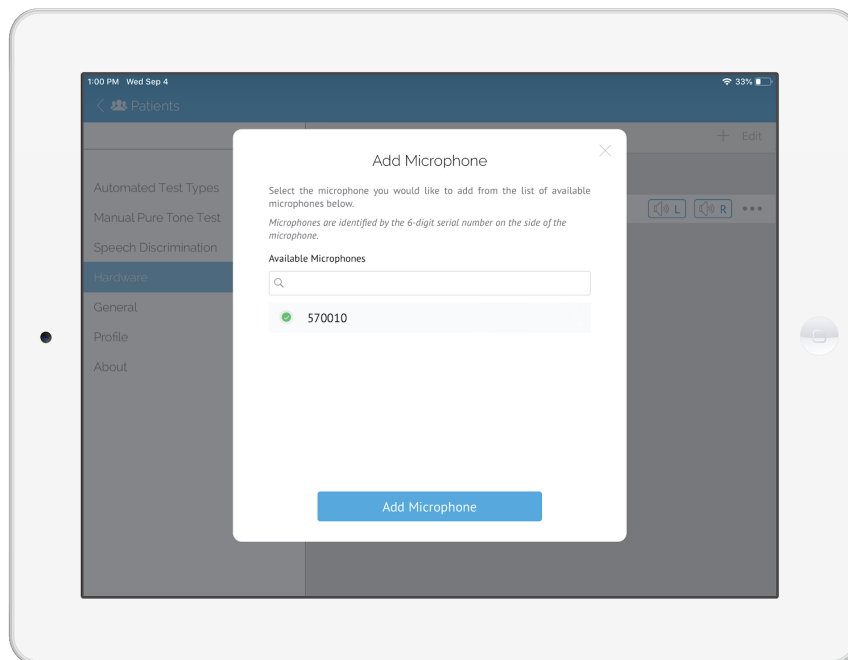 1:00 PM Wed Sep 4
33%
Patients
Edit
Automated Test Types
Manual Pure Tone Test
Speech Discrimination
Hardware
General
Profile
About
L
R
Add Microphone
Select the microphone you would like to add from the list of available
microphones below.
Microphones are identified by the 6-digit serial number on the side of the
microphone.
Available Microphones
570010
Add Microphone